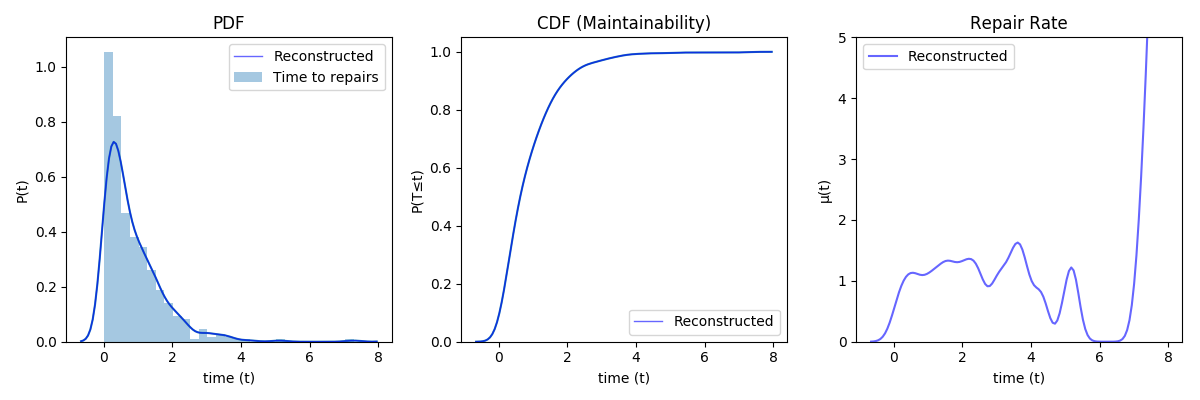 PDF
P(t)
1.0
0.8
0.6
0.4
0.2
0.0
Reconstructed
Time to repairs
0 2 4 6 8
time (t)
CDF (Maintainability)
P(T≤t)
1.0
0.8
0.6
0.4
0.2
0.0
Reconstructed
0 2 4 6 8
time (t)
Repair Rate
μ(t)
5
4
3
2
1
0
Reconstructed
0 2 4 6 8
time (t)